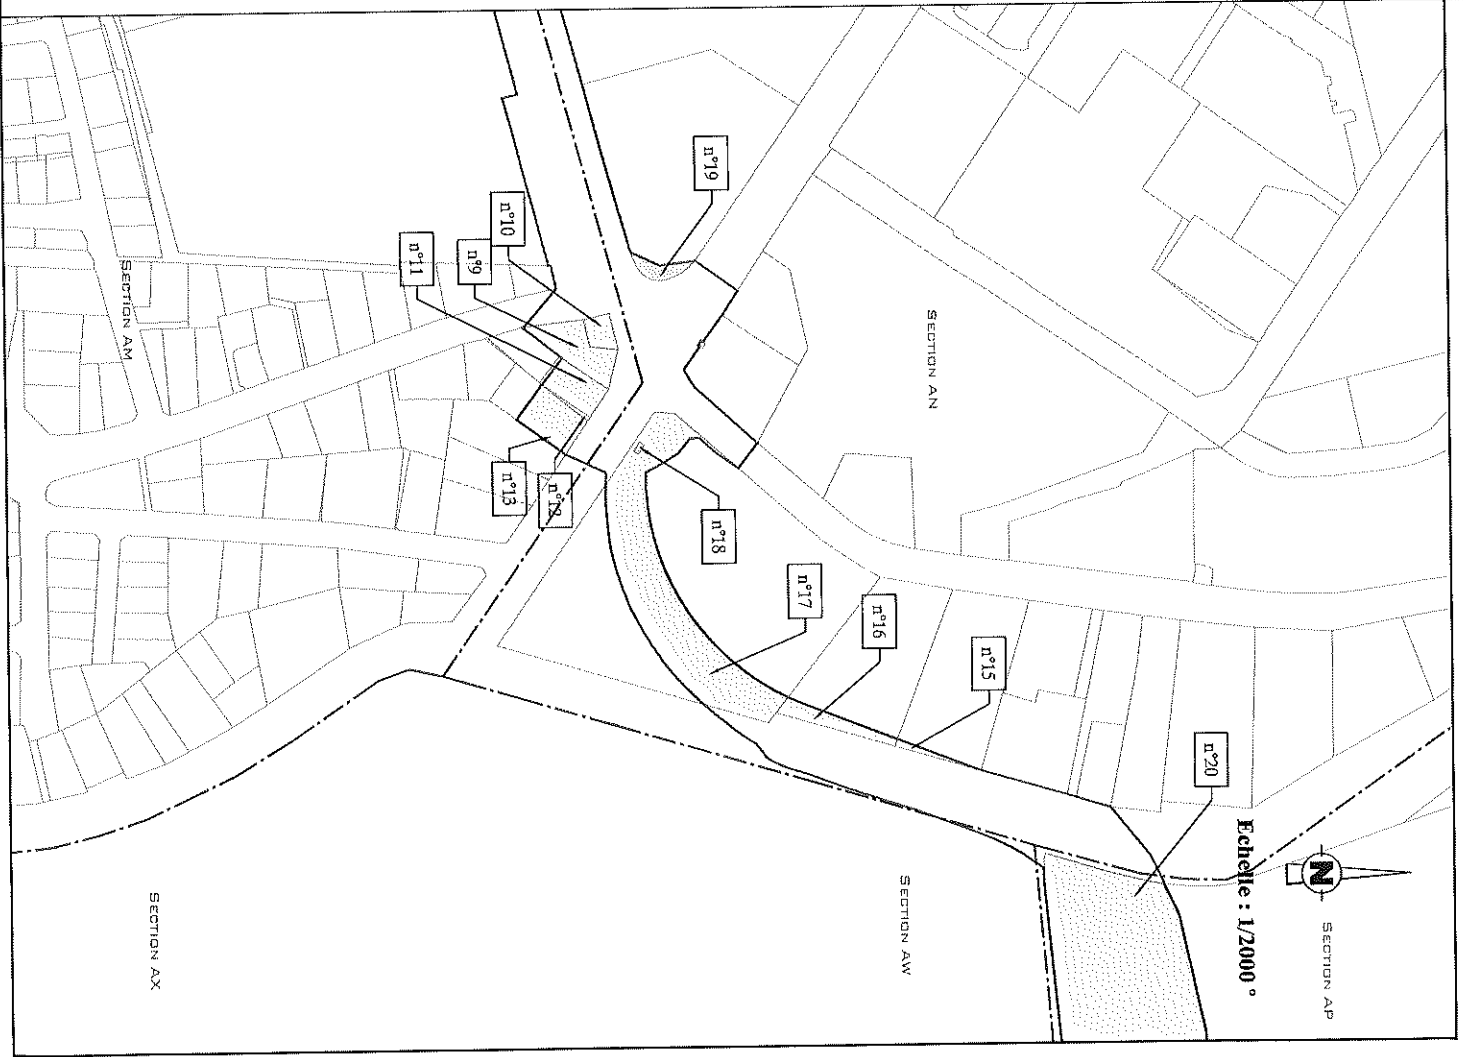 SECTION AP
Echelle : 1/2000 °
N
n°20
n°15
SECTION AN
SECTION AW
n°16
n°17
n°19
n°18
n°12
n°10
n°13
n°9
n°11
SECTION AX
SECTION AM